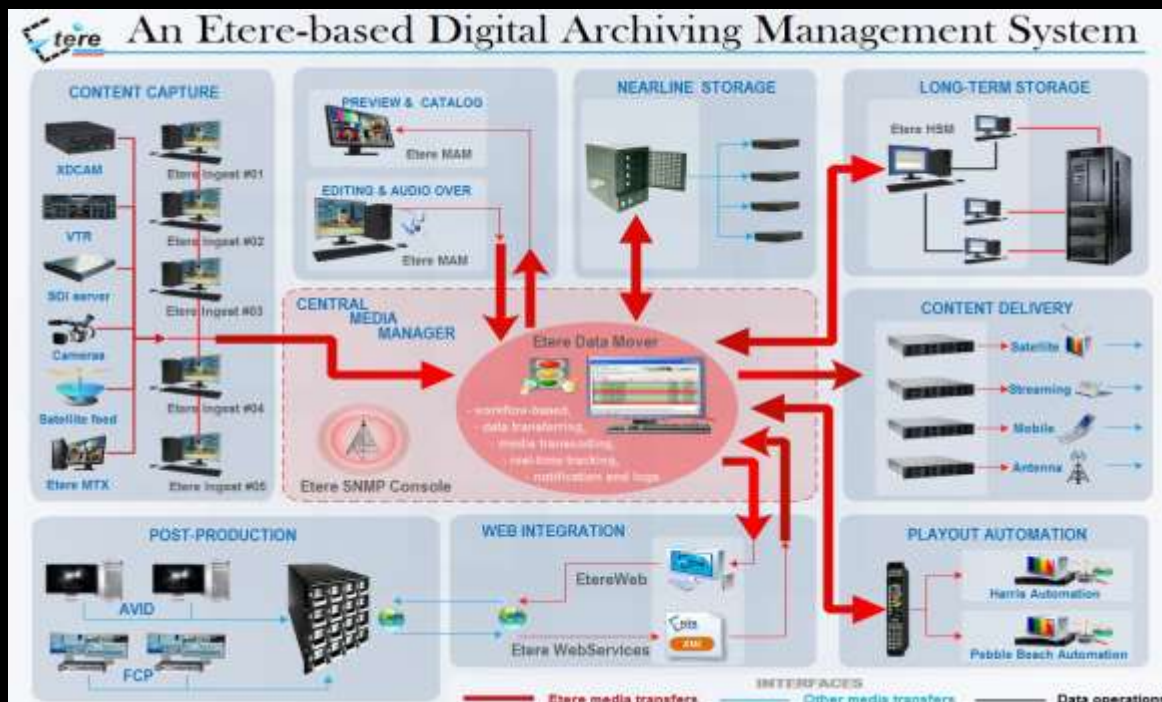 Etere
An Etere-based Digital Archiving Management System
CONTENT CAPTURE
XDCAM
VTR
SDI server
Cameras
Satellite feed
Etere MTX
Etere Ingest #01
Etere Ingest #02
Etere Ingest #03
Etere Ingest #04
Etere Ingest #05
PREVIEW & CATALOG
Etere MAM
EDITING & AUDIO OVER
Etere MAM
NEARLINE STORAGE
LONG-TERM STORAGE
Etere HSM
CENTRAL
MEDIA
MANAGER
Etere Data Mover
- workflow-based,
- data transferring,
- media transcoding,
- real-time tracking,
- notification and logs
Etere SNMP Console
CONTENT DELIVERY
Satellite
Streaming
Mobile
Antenna
POST-PRODUCTION
AVID
FCP
WEB INTEGRATION
EtereWeb
Etere WebServices
XML
PLAYOUT AUTOMATION
Harris Automation
Pebble Beach Automation
INTERFACES
Etere media transfers
Other media transfers
Data operations